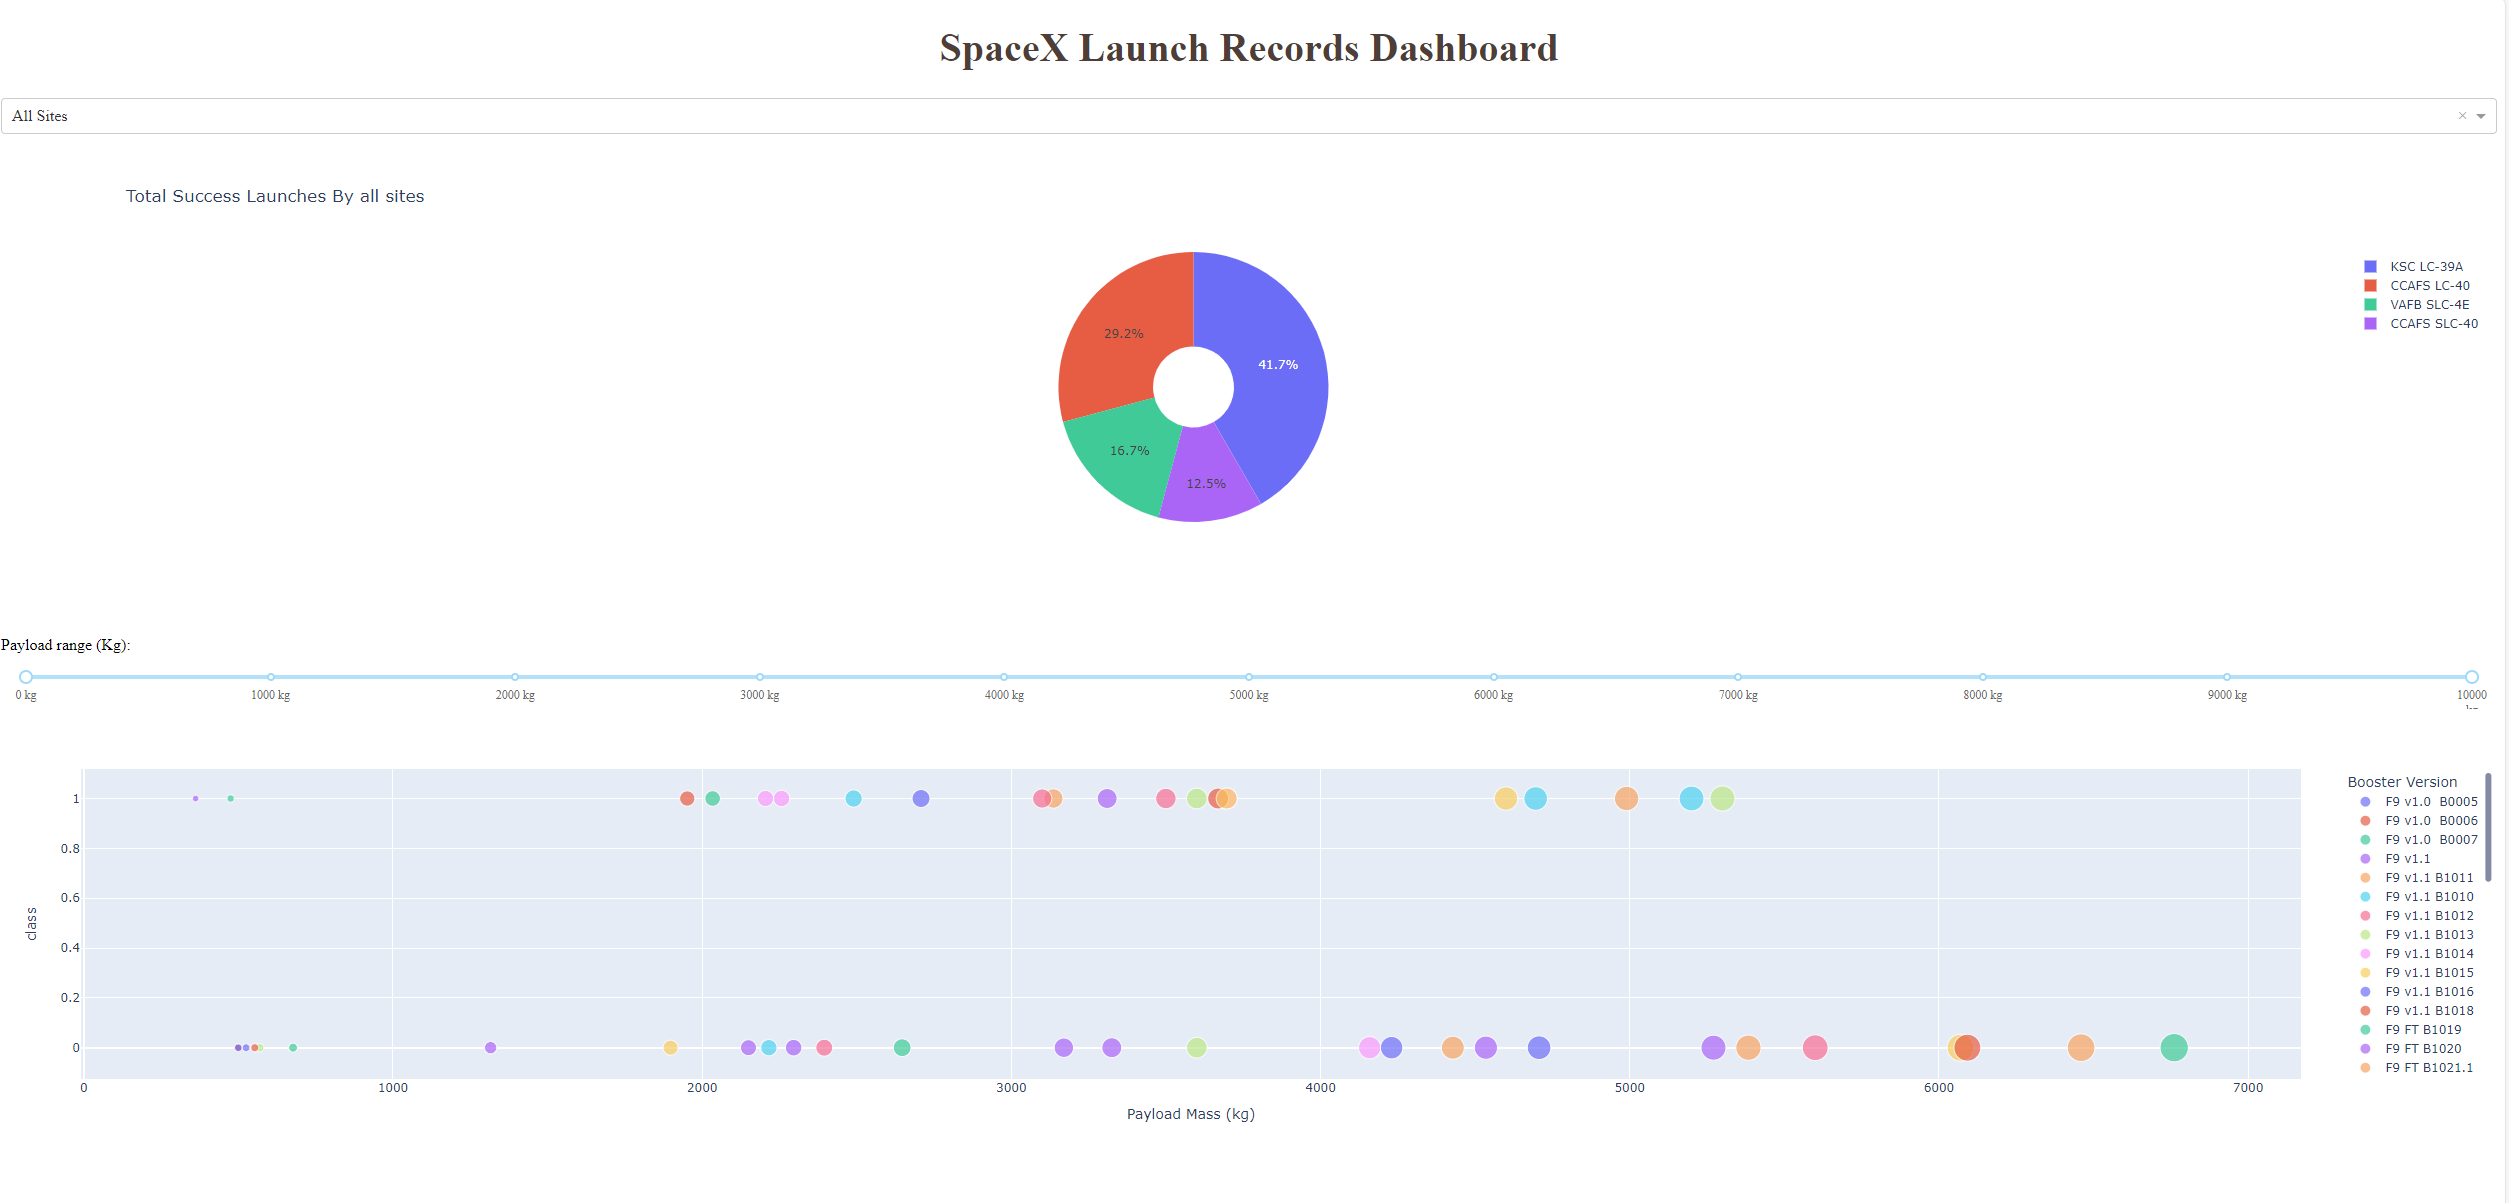 SpaceX Launch Records Dashboard
All Sites
Total Success Launches By all sites
KSC LC-39A
CCAFS LC-40
VAFB SLC-4E
CCAFS SLC-40
29.2%
41.7%
16.7%
12.5%
Payload range (Kg):
0 kg 1000 kg 2000 kg 3000 kg 4000 kg 5000 kg 6000 kg 7000 kg 8000 kg 9000 kg 10000
class
1
0.8
0.6
0.4
0.2
0
0 1000 2000 3000 4000 5000 6000 7000
Payload Mass (kg)
Booster Version
F9 v1.0  B0005
F9 v1.0  B0006
F9 v1.0  B0007
F9 v1.1
F9 v1.1 B1011
F9 v1.1 B1010
F9 v1.1 B1012
F9 v1.1 B1013
F9 v1.1 B1014
F9 v1.1 B1015
F9 v1.1 B1016
F9 v1.1 B1018
F9 FT B1019
F9 FT B1020
F9 FT B1021.1